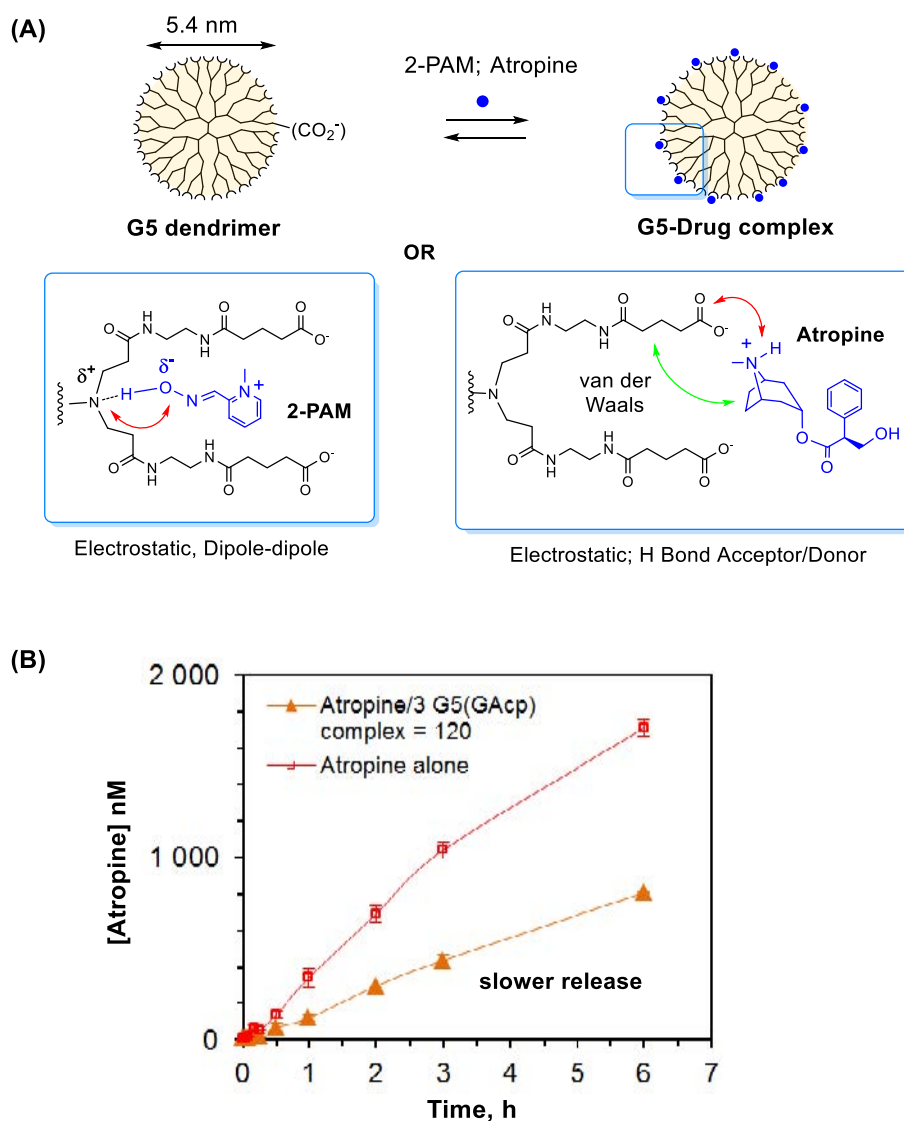 (A)
5.4 nm
2-PAM; Atropine
(CO₂⁻)
G5 dendrimer
G5-Drug complex
OR
O
O
O⁻
N
H
N
H
O
δ⁺
δ⁻
N
H
O
N
N
+
2-PAM
O
N
H
N
H
O
O
O⁻
Electrostatic, Dipole-dipole
O
N
H
N
H
O
O
O⁻
Atropine
+
N
H
van der
Waals
N
O
O
OH
O
N
H
N
H
O
O
O⁻
Electrostatic; H Bond Acceptor/Donor
(B)
2 000
1 000
0
[Atropine] nM
Atropine/3 G5(GAcp)
complex = 120
Atropine alone
slower release
0 1 2 3 4 5 6 7
Time, h